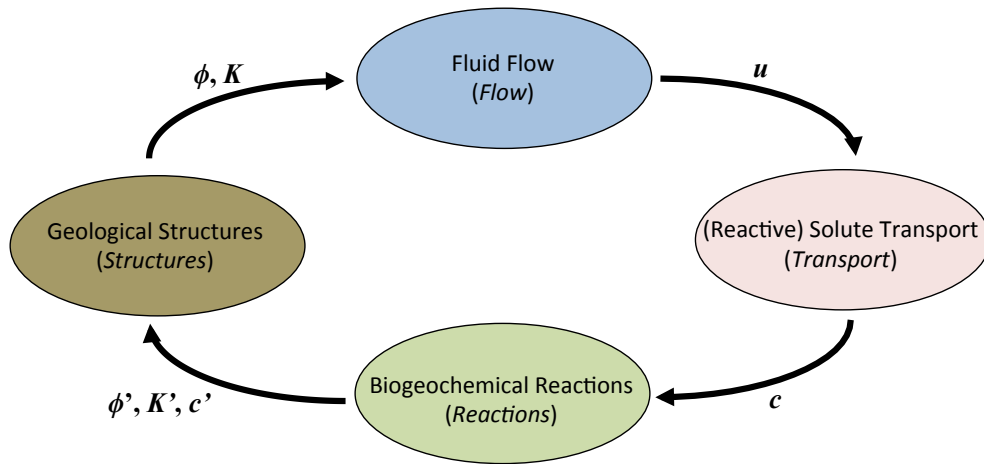 ϕ, K
Fluid Flow
(Flow)
u
Geological Structures
(Structures)
(Reactive) Solute Transport
(Transport)
ϕ’, K’, c’
Biogeochemical Reactions
(Reactions)
c